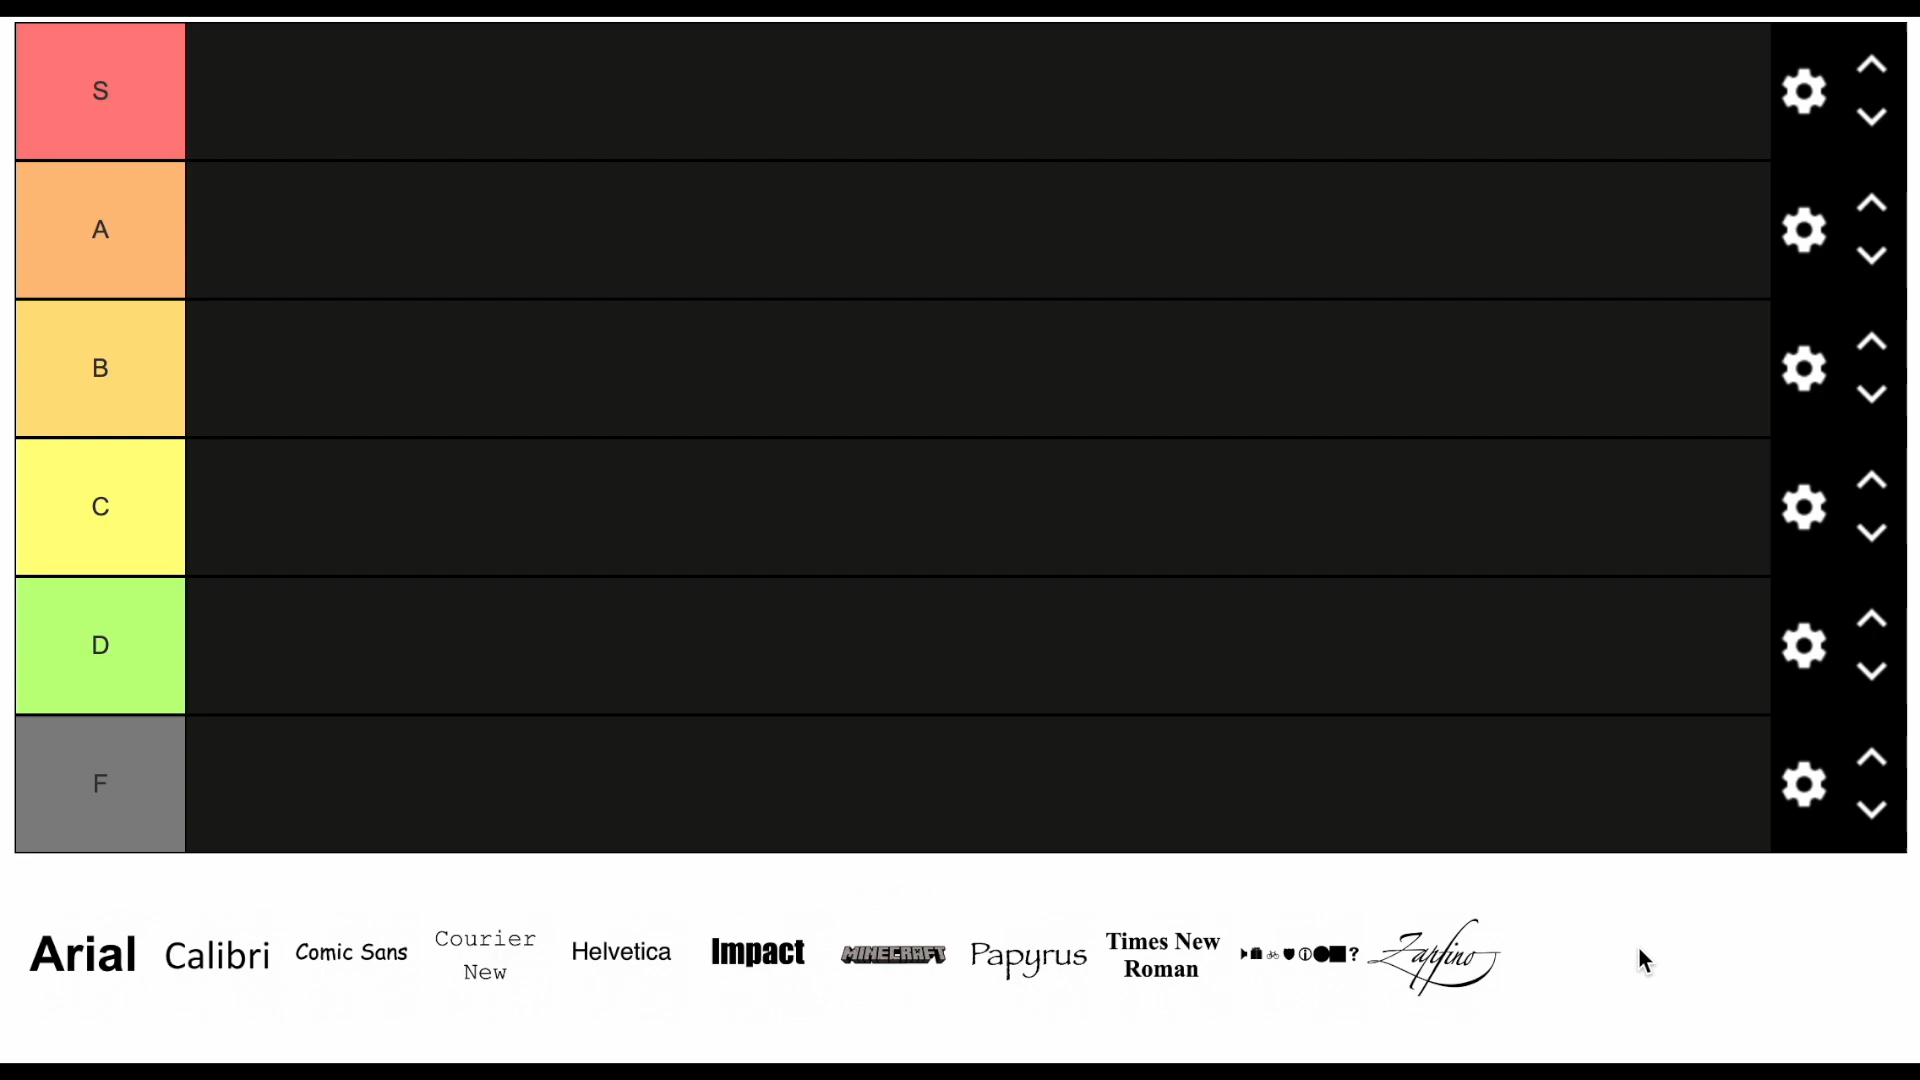 S
A
B
C
D
F
Arial
Calibri
Comic Sans
Courier
New
Helvetica
Impact
MINECRAFT
Papyrus
Times New
Roman
Zapfino